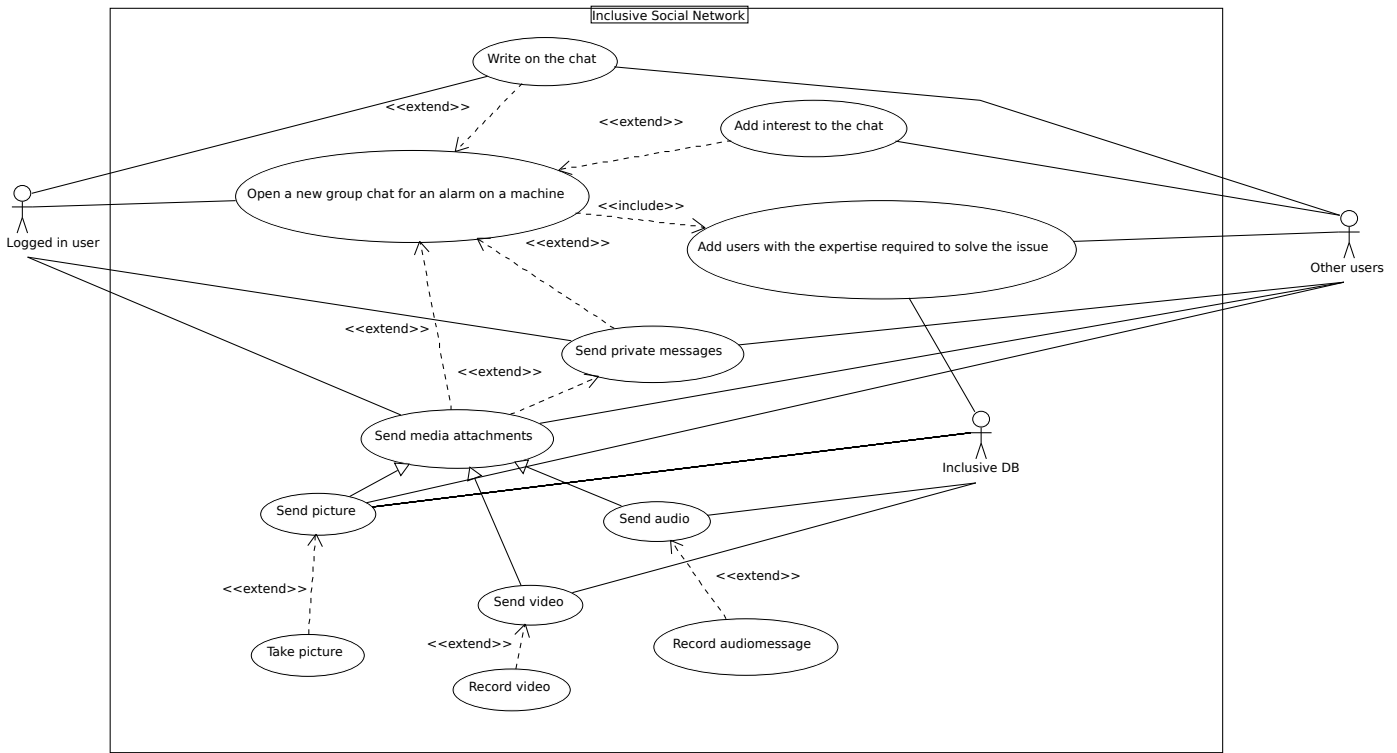 Inclusive Social Network
Write on the chat
<<extend>>
<<extend>>
Add interest to the chat
Open a new group chat for an alarm on a machine
<<include>>
Logged in user
<<extend>>
Add users with the expertise required to solve the issue
Other users
<<extend>>
Send private messages
<<extend>>
Send media attachments
Inclusive DB
Send picture
Send audio
<<extend>>
<<extend>>
Send video
<<extend>>
Take picture
Record audiomessage
Record video